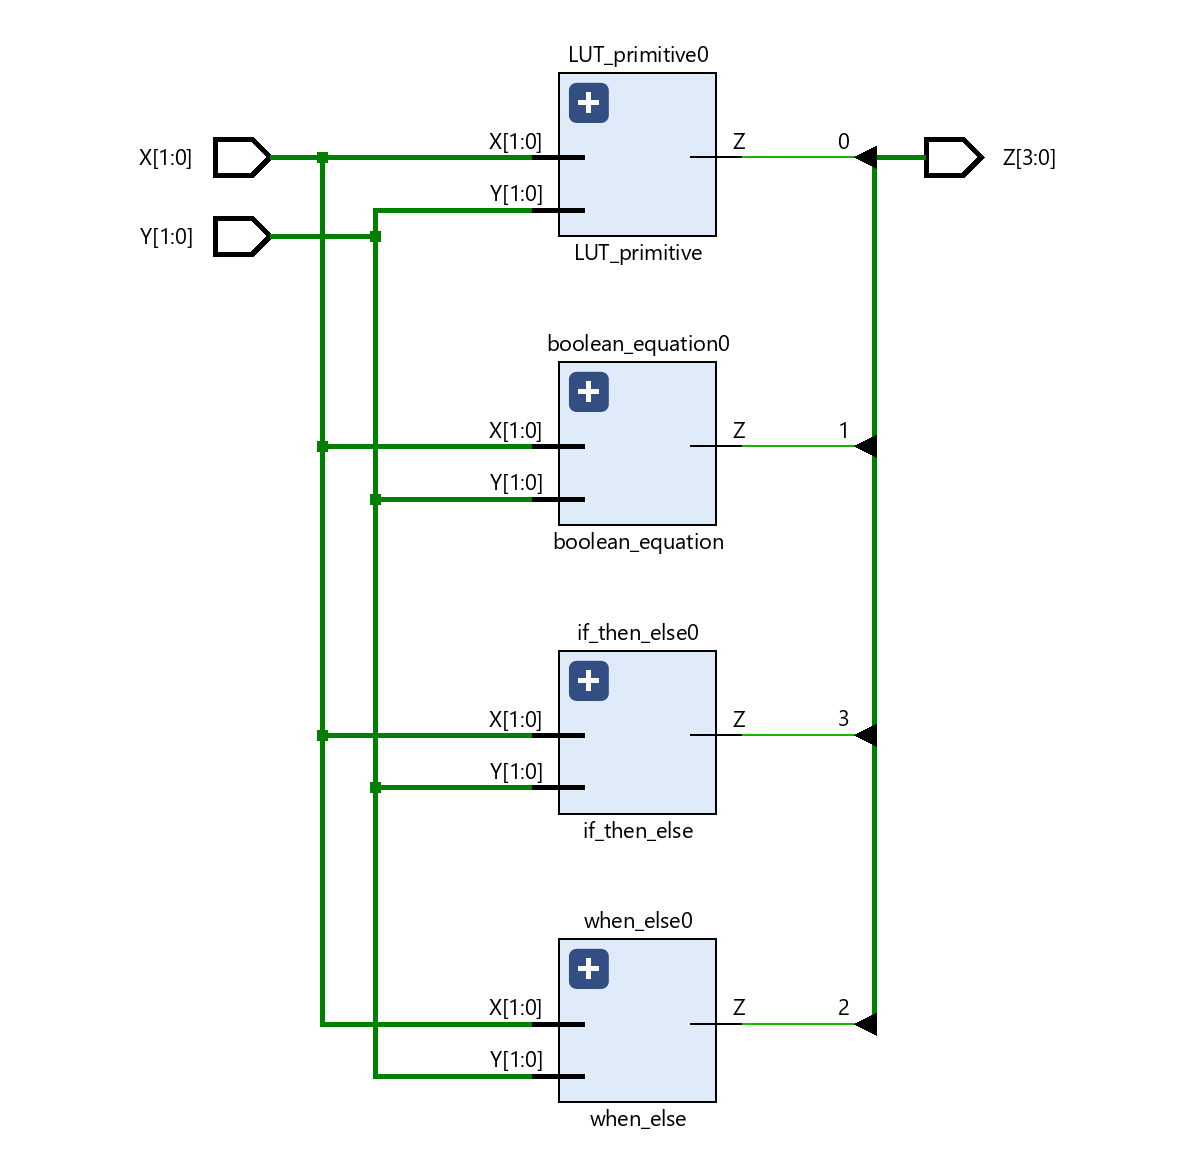 LUT_primitive0
X[1:0]
X[1:0]
Z
0
Z[3:0]
Y[1:0]
Y[1:0]
LUT_primitive
boolean_equation0
X[1:0]
Z
1
Y[1:0]
boolean_equation
if_then_else0
X[1:0]
Z
3
Y[1:0]
if_then_else
when_else0
X[1:0]
Z
2
Y[1:0]
when_else